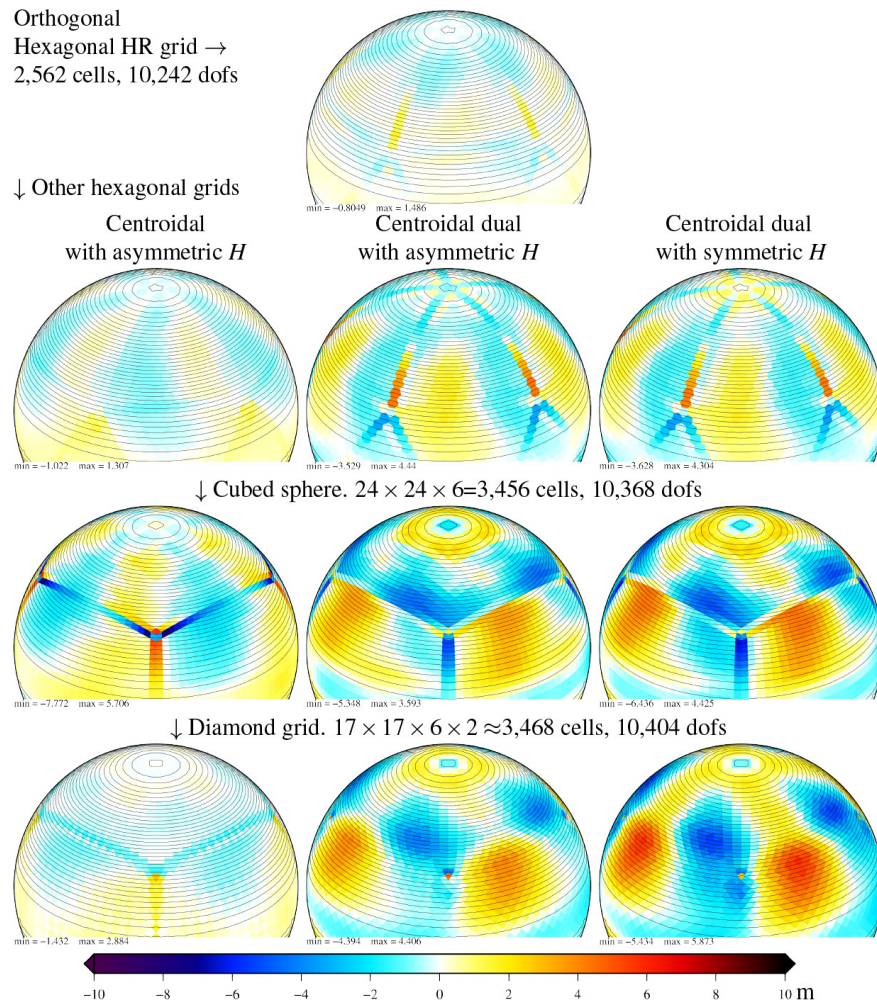 Orthogonal
Hexagonal HR grid →
2,562 cells, 10,242 dofs
min = −0.8049 max = 1.486
↓ Other hexagonal grids
Centroidal
with asymmetric H
Centroidal dual
with asymmetric H
Centroidal dual
with symmetric H
min = −1.022 max = 1.307
min = −3.529 max = 4.44
min = −3.628 max = 4.304
↓ Cubed sphere. 24 × 24 × 6=3,456 cells, 10,368 dofs
min = −7.772 max = 5.706
min = −5.348 max = 3.593
min = −6.436 max = 4.425
↓ Diamond grid. 17 × 17 × 6 × 2 ≈3,468 cells, 10,404 dofs
min = −1.432 max = 2.884
min = −4.394 max = 4.406
min = −5.434 max = 5.873
−10 −8 −6 −4 −2 0 2 4 6 8 10 m